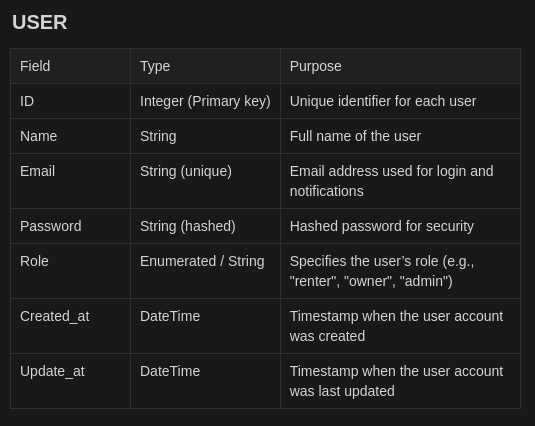 USER
Field Type Purpose
ID Integer (Primary key) Unique identifier for each user
Name String Full name of the user
Email String (unique) Email address used for login and
notifications
Password String (hashed) Hashed password for security
Role Enumerated / String Specifies the user’s role (e.g.,
"renter", "owner", "admin")
Created_at DateTime Timestamp when the user account
was created
Update_at DateTime Timestamp when the user account
was last updated